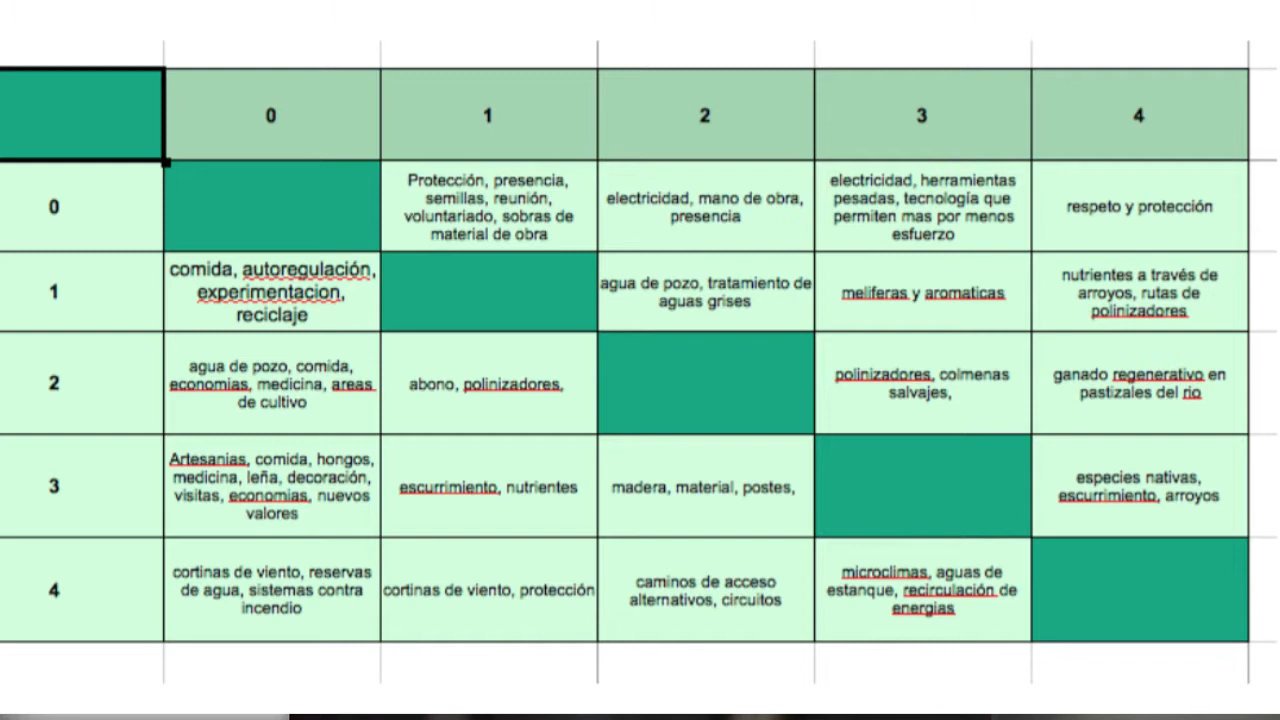 0
1
2
3
4
0
Protección, presencia,
semillas, reunión,
voluntariado, sobras de
material de obra
electricidad, mano de obra,
presencia
electricidad, herramientas
pesadas, tecnología que
permiten mas por menos
esfuerzo
respeto y protección
1
comida, autoregulación,
experimentacion,
reciclaje
agua de pozo, tratamiento de
aguas grises
meliferas y aromaticas
nutrientes a través de
arroyos, rutas de
polinizadores
2
agua de pozo, comida,
economias, medicina, areas
de cultivo
abono, polinizadores,
polinizadores, colmenas
salvajes,
ganado regenerativo en
pastizales del rio
3
Artesanias, comida, hongos,
medicina, leña, decoración,
visitas, economias, nuevos
valores
escurrimiento, nutrientes
madera, material, postes,
especies nativas,
escurrimiento, arroyos
4
cortinas de viento, reservas
de agua, sistemas contra
incendio
cortinas de viento, protección
caminos de acceso
alternativos, circuitos
microclimas, aguas de
estanque, recirculación de
energias